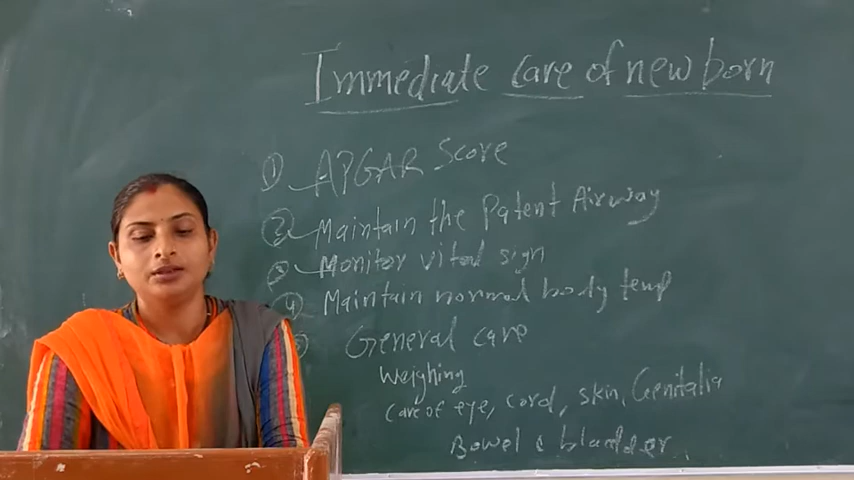 Immediate care of new born
① APGAR Score
② Maintain the Patent Airway
③ Monitor vital sign
④ Maintain normal body temp
General care
Weighing
care of eye, cord, skin, Genitalia
Bowel & bladder